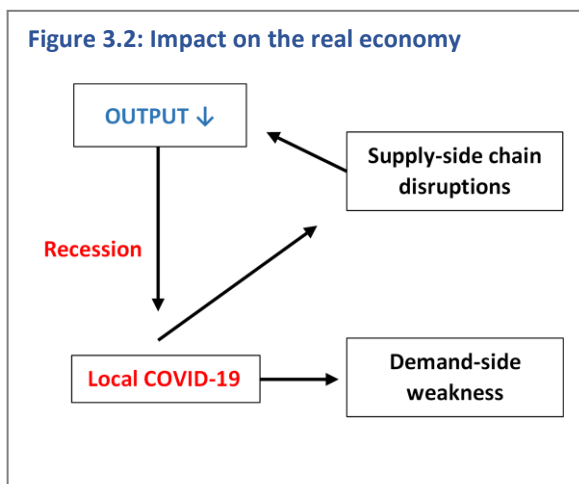 Figure 3.2: Impact on the real economy
OUTPUT ↓
Supply-side chain
disruptions
Recession
Local COVID-19
Demand-side
weakness